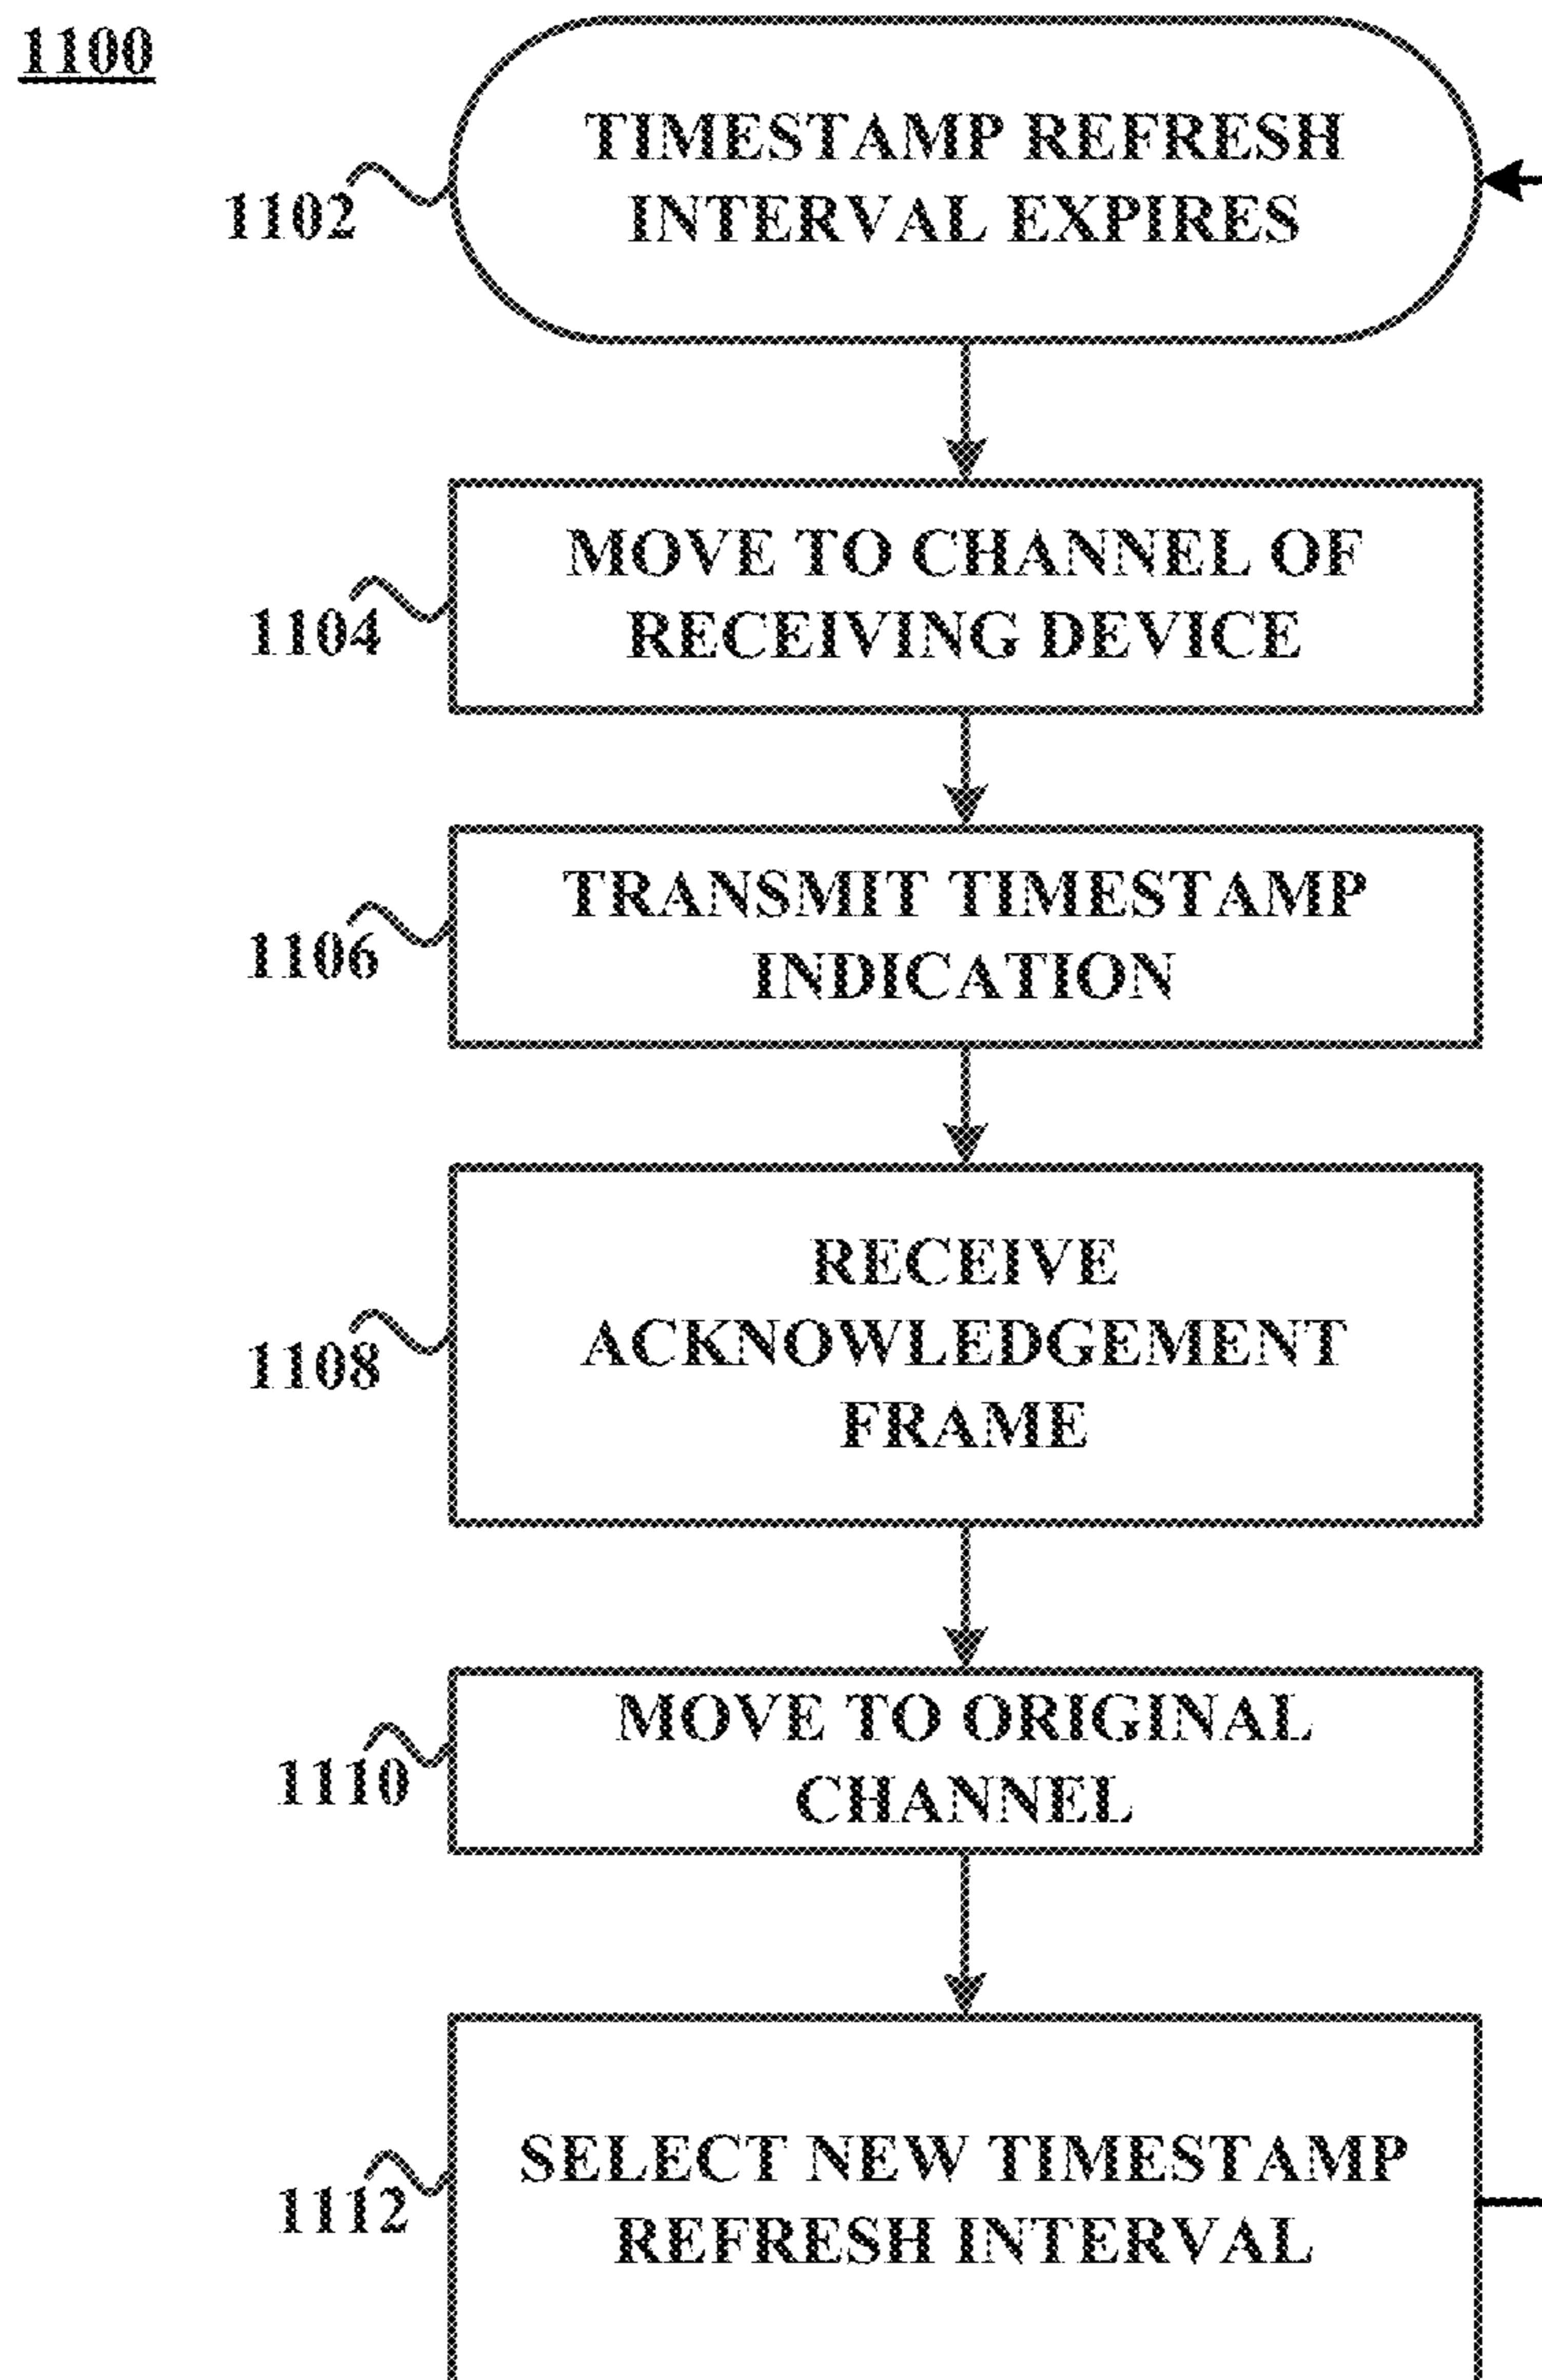 1100
TIMESTAMP REFRESH
INTERVAL EXPIRES
1102
MOVE TO CHANNEL OF
RECEIVING DEVICE
1104
TRANSMIT TIMESTAMP
INDICATION
1106
RECEIVE
ACKNOWLEDGEMENT
FRAME
1108
MOVE TO ORIGINAL
CHANNEL
1110
SELECT NEW TIMESTAMP
REFRESH INTERVAL
1112